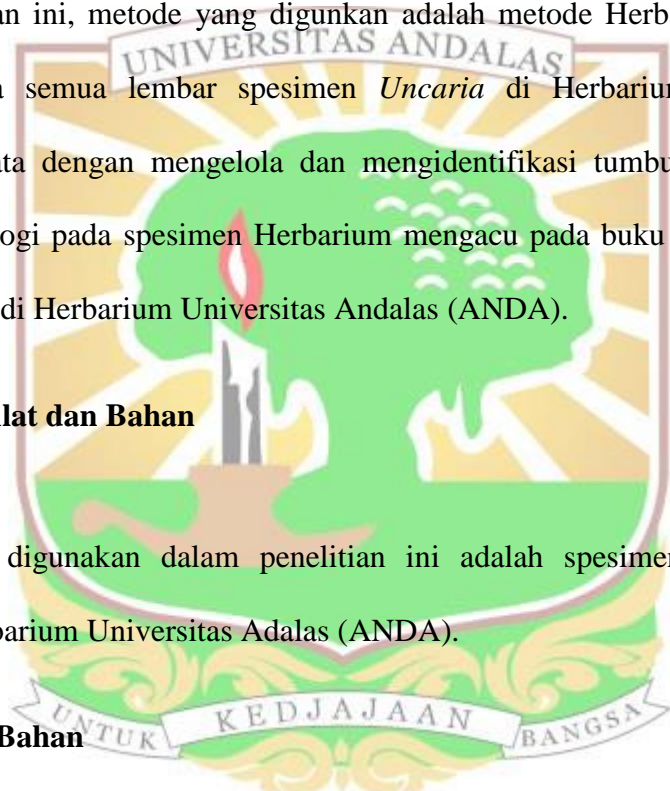 an ini, metode yang digunkan adalah metode Herb
UNIVERSITAS ANDALAS
a semua lembar spesimen Uncaria di Herbarium
ata dengan mengelola dan mengidentifikasi tumbu
ogi pada spesimen Herbarium mengacu pada buku
di Herbarium Universitas Andalas (ANDA).
lat dan Bahan
digunakan dalam penelitian ini adalah spesimen
barium Universitas Adalas (ANDA).
UNTUK KEDJAJAAN BANGSA
Bahan